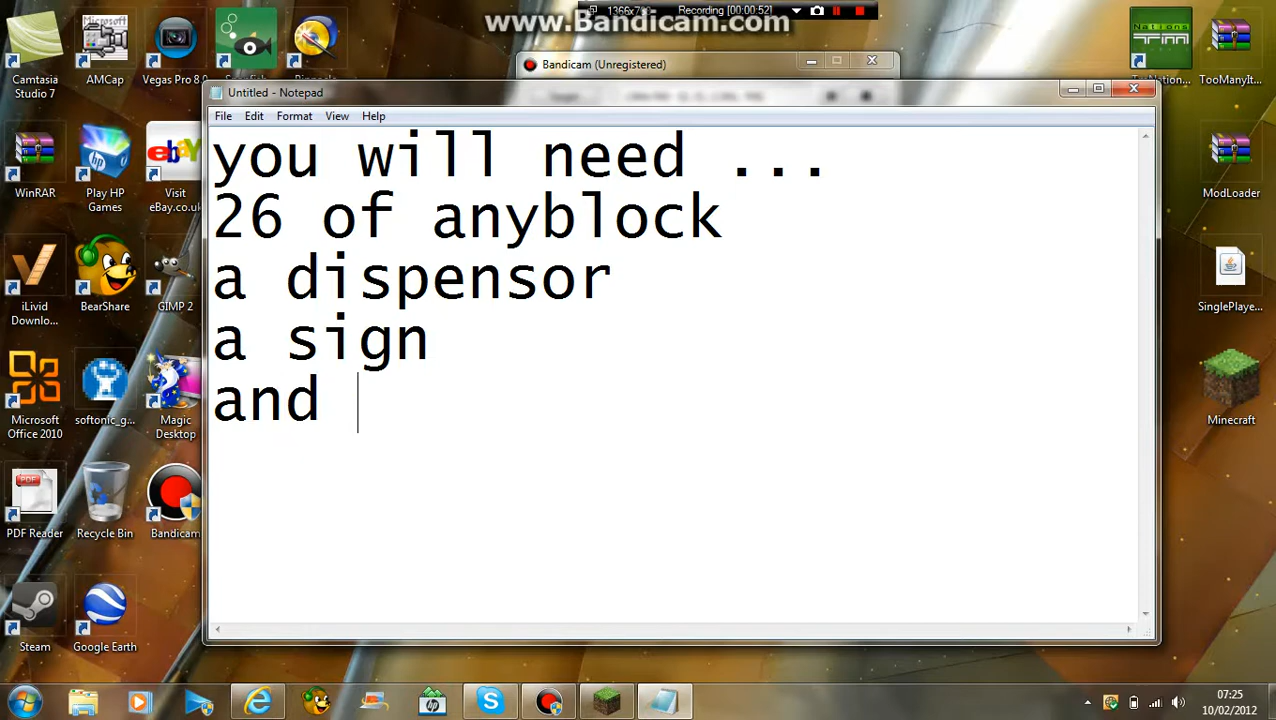 www.Bandicam.com
1366x7
Recording [00:00:52]
Bandicam (Unregistered)
Untitled - Notepad
File Edit Format View Help
you will need ...
26 of anyblock
a dispensor
a sign
and
Camtasia Studio 7
AMCap
Vegas Pro 8.0
WinRAR
Play HP Games
Visit eBay.co.uk
iLivid Downlo...
BearShare
GIMP 2
Microsoft Office 2010
softonic_g...
Magic Desktop
PDF Reader
Recycle Bin
Bandicam
Steam
Google Earth
Nations
TooManyIt...
ModLoader
SinglePlaye...
Minecraft
07:25
10/02/2012